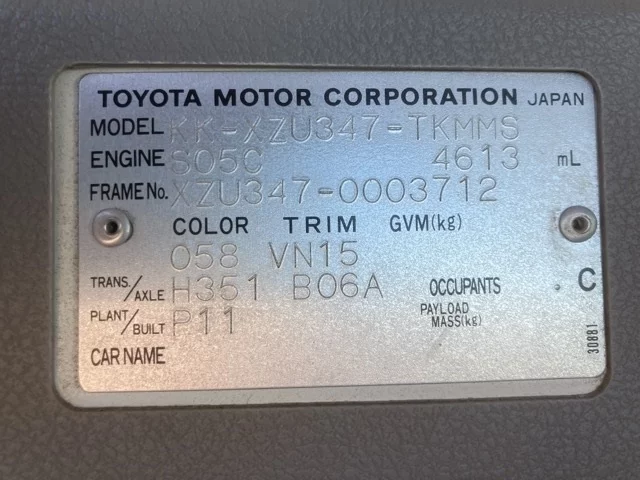 TOYOTA MOTOR CORPORATION JAPAN
MODEL KK-XZU347-TKMMS
ENGINE S05C 4613 mL
FRAME No. XZU347-0003712
COLOR TRIM GVM(kg)
058 VN15
TRANS./AXLE H351 B06A OCCUPANTS C
PLANT/BUILT P11 PAYLOAD MASS(kg)
CAR NAME
30881